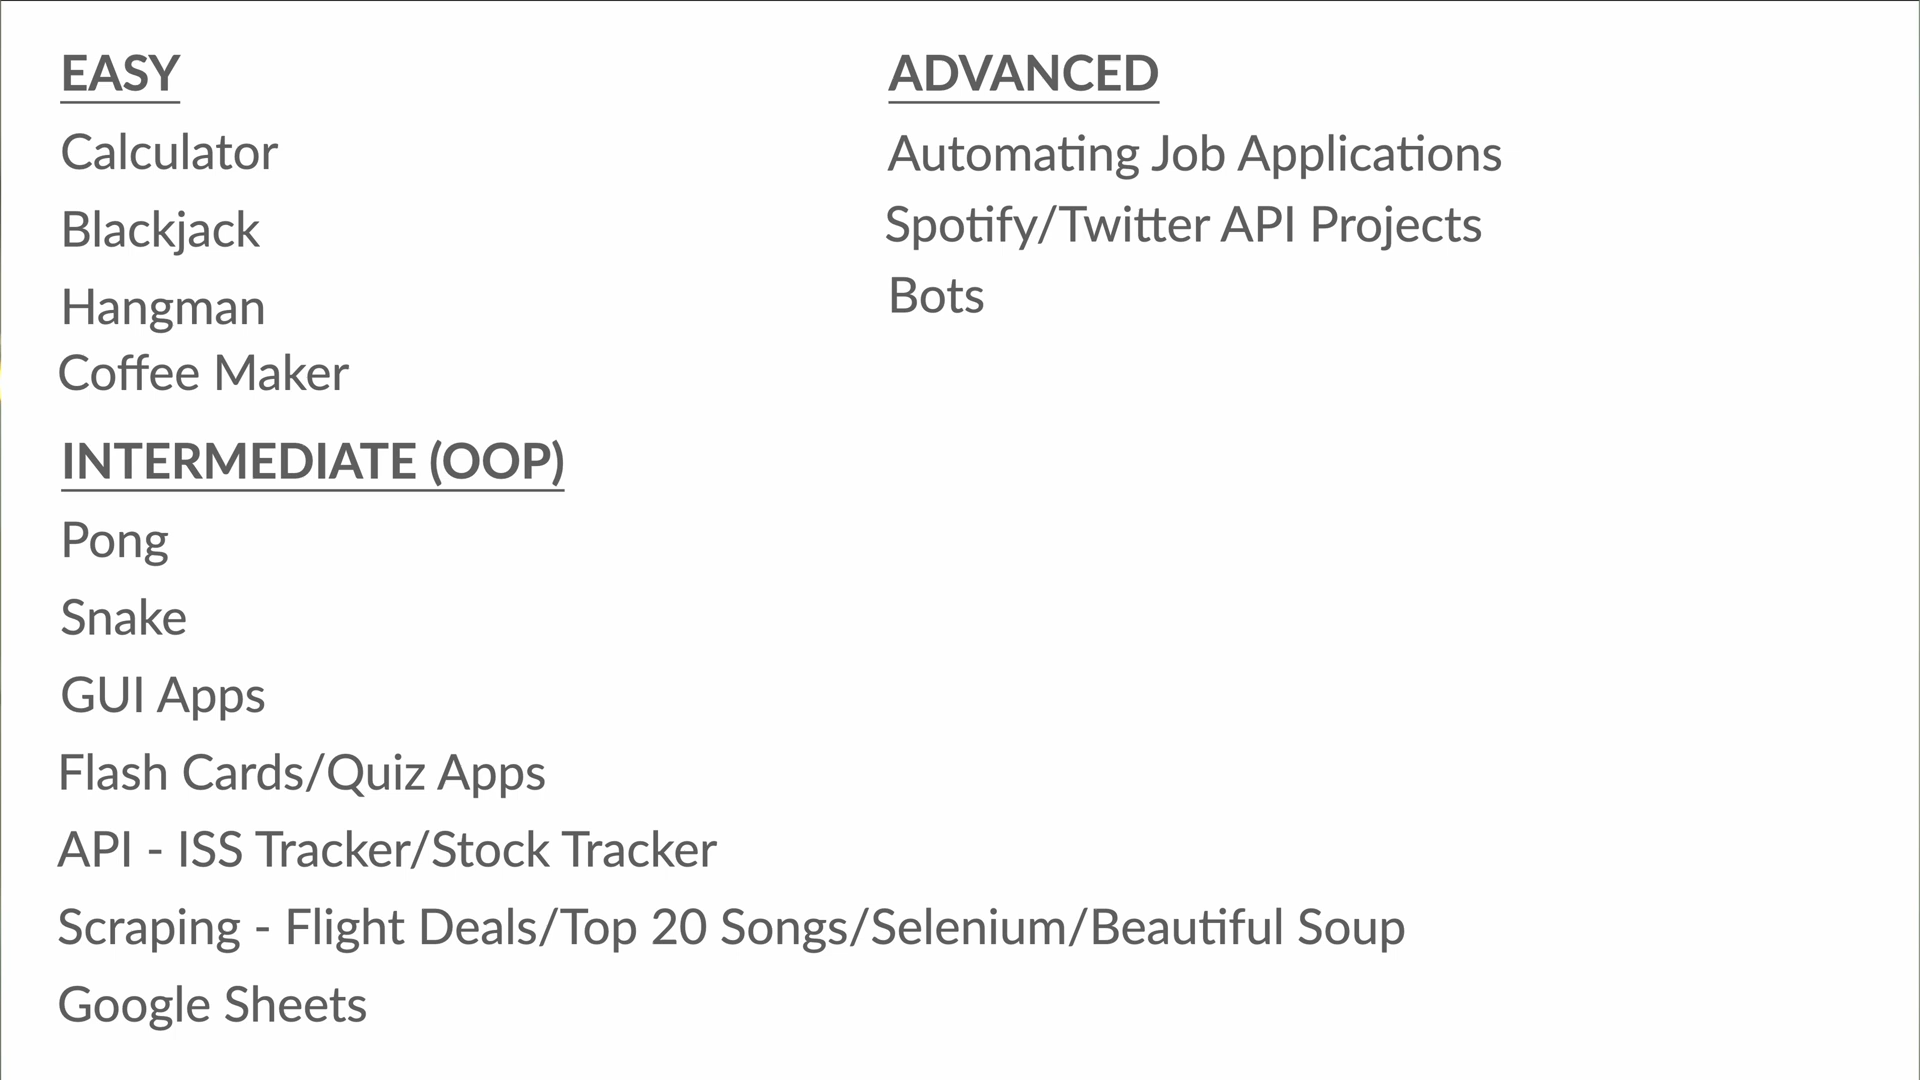 EASY
Calculator
Blackjack
Hangman
Coffee Maker
INTERMEDIATE (OOP)
Pong
Snake
GUI Apps
Flash Cards/Quiz Apps
API - ISS Tracker/Stock Tracker
Scraping - Flight Deals/Top 20 Songs/Selenium/Beautiful Soup
Google Sheets
ADVANCED
Automating Job Applications
Spotify/Twitter API Projects
Bots